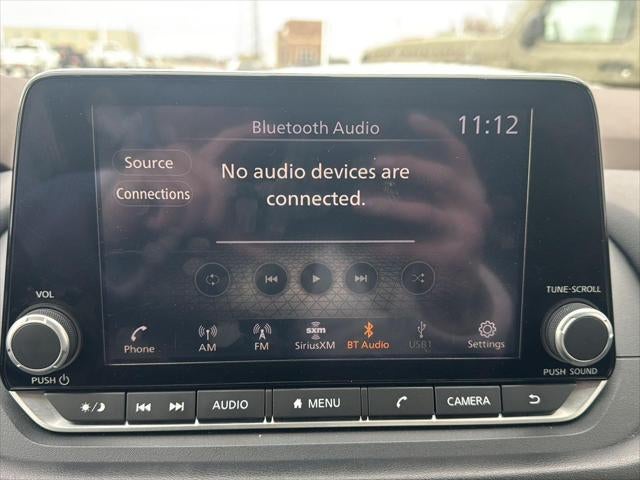 Bluetooth Audio
11:12
Source
Connections
No audio devices are
connected.
VOL
TUNE-SCROLL
Phone
AM
FM
sxm
SiriusXM
BT Audio
USB1
Settings
PUSH
PUSH SOUND
AUDIO
MENU
CAMERA